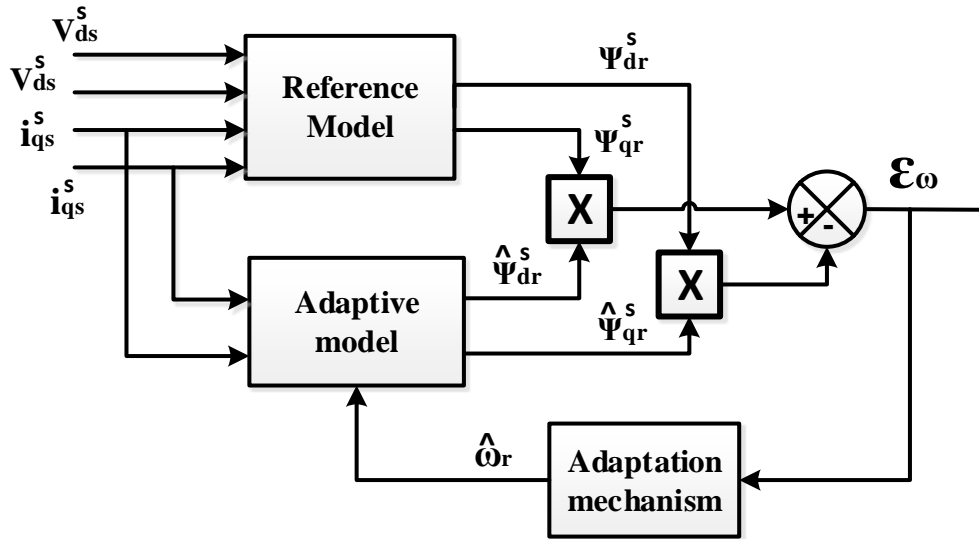 V^s_ds
V^s_ds
i^s_qs
i^s_qs
Reference
Model
Ψ^s_dr
Ψ^s_qr
X
X
+
-
ε_ω
Adaptive
model
Ψ̂^s_dr
Ψ̂^s_qr
ω̂_r
Adaptation
mechanism